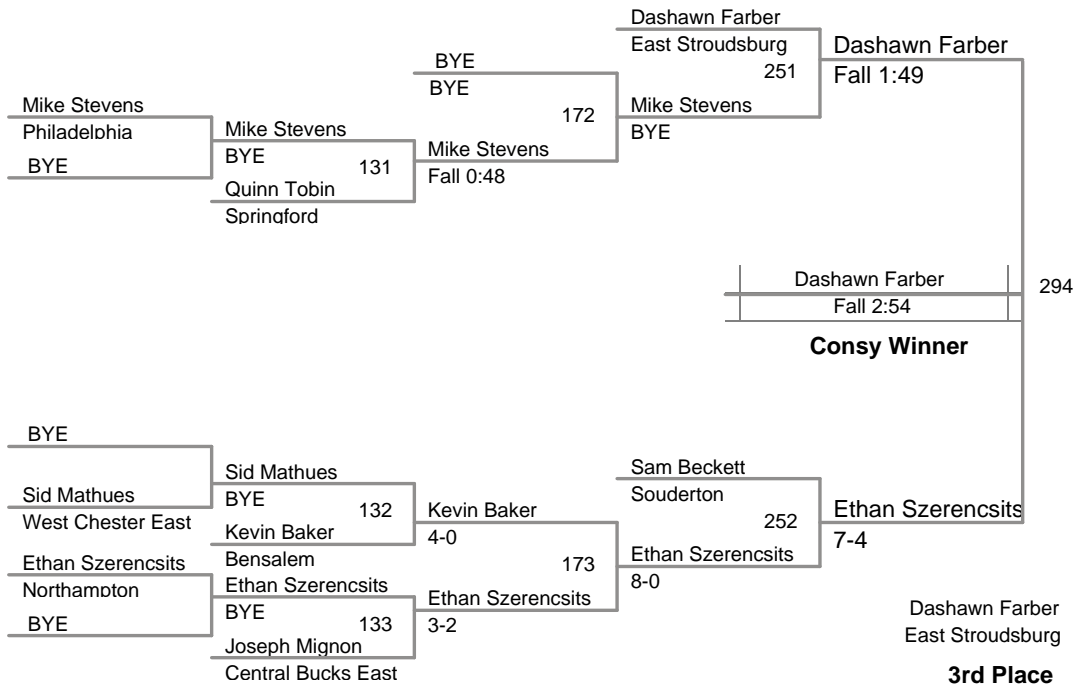 Dashawn Farber
East Stroudsburg
251
Dashawn Farber
Fall 1:49
BYE
BYE
172
Mike Stevens
BYE
Mike Stevens
Philadelphia
BYE
Mike Stevens
BYE
131
Quinn Tobin
Springford
Mike Stevens
Fall 0:48
Dashawn Farber
Fall 2:54
294
Consy Winner
BYE
Sid Mathues
West Chester East
Sid Mathues
BYE
132
Kevin Baker
Bensalem
Kevin Baker
4-0
173
Sam Beckett
Souderton
252
Ethan Szerencsits
8-0
Ethan Szerencsits
7-4
Ethan Szerencsits
Northampton
BYE
Ethan Szerencsits
BYE
133
Joseph Mignon
Central Bucks East
Ethan Szerencsits
3-2
Dashawn Farber
East Stroudsburg
3rd Place